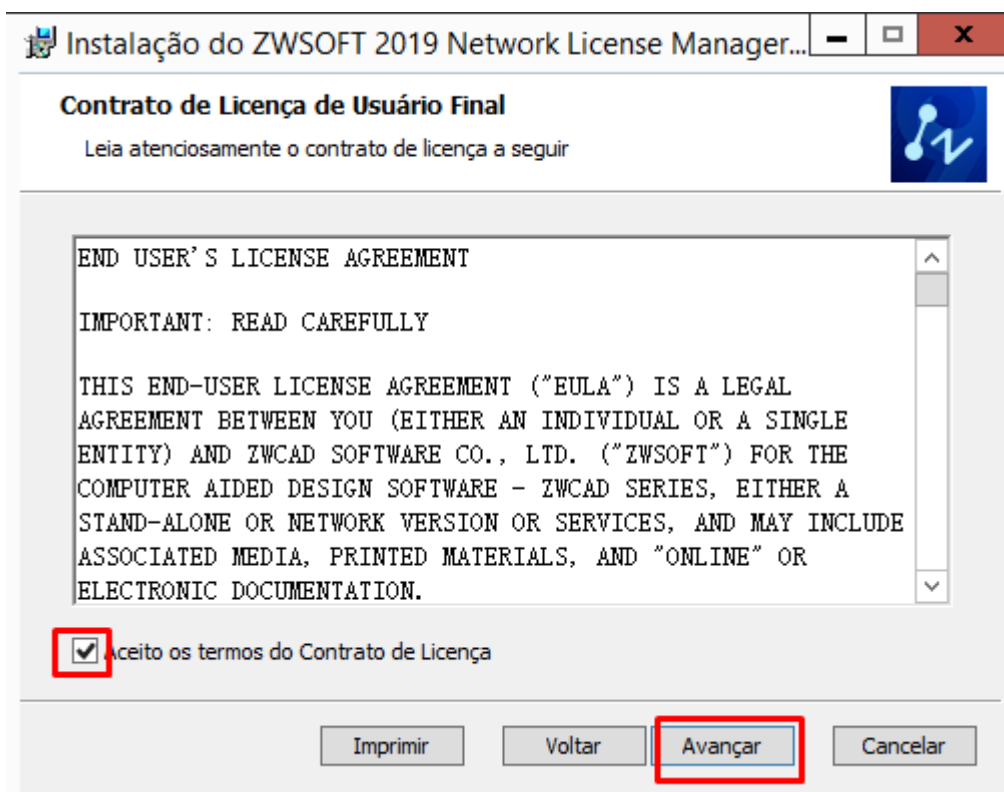 Instalação do ZWSOFT 2019 Network License Manager...
Contrato de Licença de Usuário Final
Leia atenciosamente o contrato de licença a seguir
END USER'S LICENSE AGREEMENT
IMPORTANT: READ CAREFULLY
THIS END-USER LICENSE AGREEMENT ("EULA") IS A LEGAL
AGREEMENT BETWEEN YOU (EITHER AN INDIVIDUAL OR A SINGLE
ENTITY) AND ZWCAD SOFTWARE CO., LTD. ("ZWSOFT") FOR THE
COMPUTER AIDED DESIGN SOFTWARE - ZWCAD SERIES, EITHER A
STAND-ALONE OR NETWORK VERSION OR SERVICES, AND MAY INCLUDE
ASSOCIATED MEDIA, PRINTED MATERIALS, AND "ONLINE" OR
ELECTRONIC DOCUMENTATION.
Aceito os termos do Contrato de Licença
Imprimir Voltar Avançar Cancelar